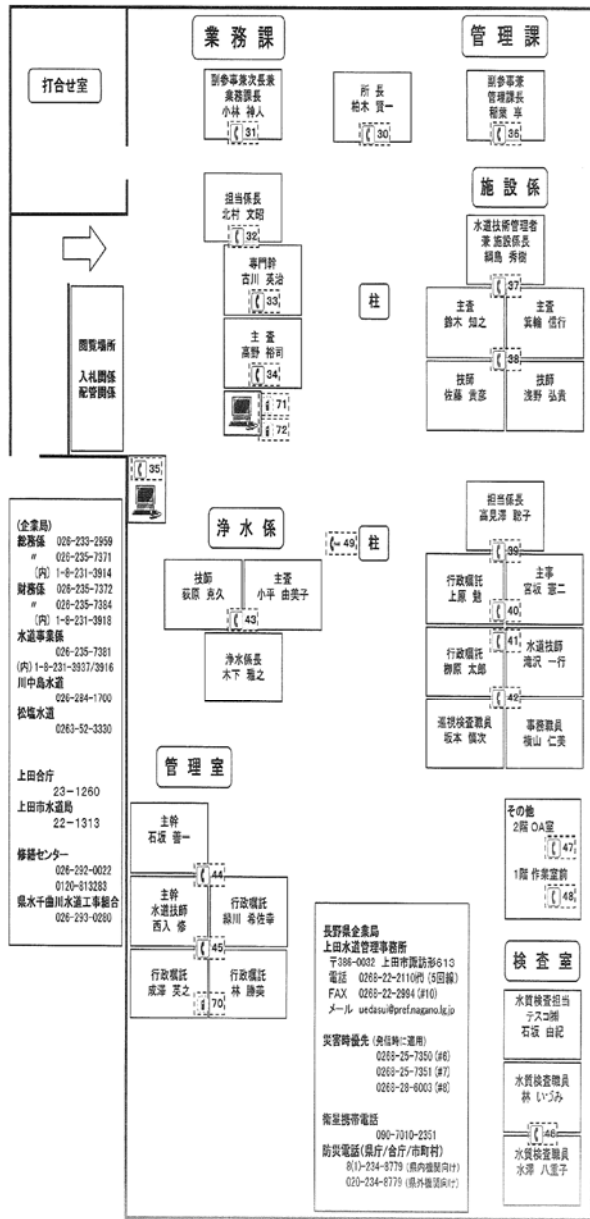 業務課
管理課
打合せ室
副参事兼次長兼
業務課長
小林 神人
31
所長
柏木 賢一
30
副参事兼
管理課長
稲葉 享
36
施設係
担当係長
北村 文昭
32
水道技術管理者
兼 施設係長
綱島 秀樹
37
専門幹
古川 英治
33
柱
主査
鈴木 知之
主査
箕輪 信行
38
主査
高野 裕司
34
技師
佐藤 貢彦
技師
浅野 弘貴
閲覧場所
入札関係
配管関係
71
72
35
(企業局)
総務係 026-233-2959
〃 026-235-7371
(内) 1-8-231-3914
財務係 026-235-7372
〃 026-235-7384
(内) 1-8-231-3918
水道事業係
026-235-7381
(内)1-8-231-3937/3916
川中島水道
026-284-1700
松塩水道
0263-52-3330
上田合庁
23-1260
上田市水道局
22-1313
修繕センター
026-292-0022
0120-813283
県水千曲川水道工事組合
026-293-0280
浄水係
49
柱
担当係長
高見澤 聡子
39
技師
荻原 克久
主査
小平 由美子
43
浄水係長
木下 雅之
行政嘱託
上原 勉
主事
宮坂 憲二
40
41
行政嘱託
柳原 太郎
水道技師
滝沢 一行
42
巡視検査職員
坂本 慎次
事務職員
横山 仁美
管理室
主幹
石坂 善一
44
主幹
水道技師
西入 修
行政嘱託
緑川 希佐幸
45
行政嘱託
成澤 英之
行政嘱託
林 勝英
70
その他
2階 OA室
47
1階 作業室前
48
長野県企業局
上田水道管理事務所
〒386-0032 上田市諏訪形613
電話 0268-22-2110㈹ (5回線)
FAX 0268-22-2994 (#10)
メール uedasui@pref.nagano.lg.jp
災害時優先 (発信時に適用)
0268-25-7350 (#6)
0268-25-7351 (#7)
0268-28-6003 (#8)
衛星携帯電話
090-7010-2351
防災電話(県庁/合庁/市町村)
8(1)-234-8779 (県内機関向け)
020-234-8779 (県外機関向け)
検査室
水質検査担当
テスコ㈱
石坂 由紀
水質検査職員
林 いづみ
46
水質検査職員
水澤 八重子